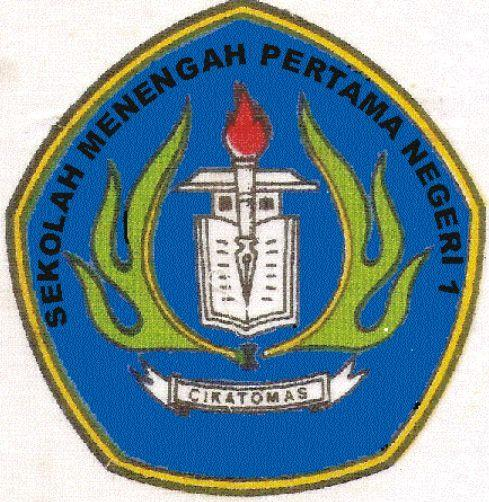 SEKOLAH MENENGAH PERTAMA NEGERI 1
CIKATOMAS